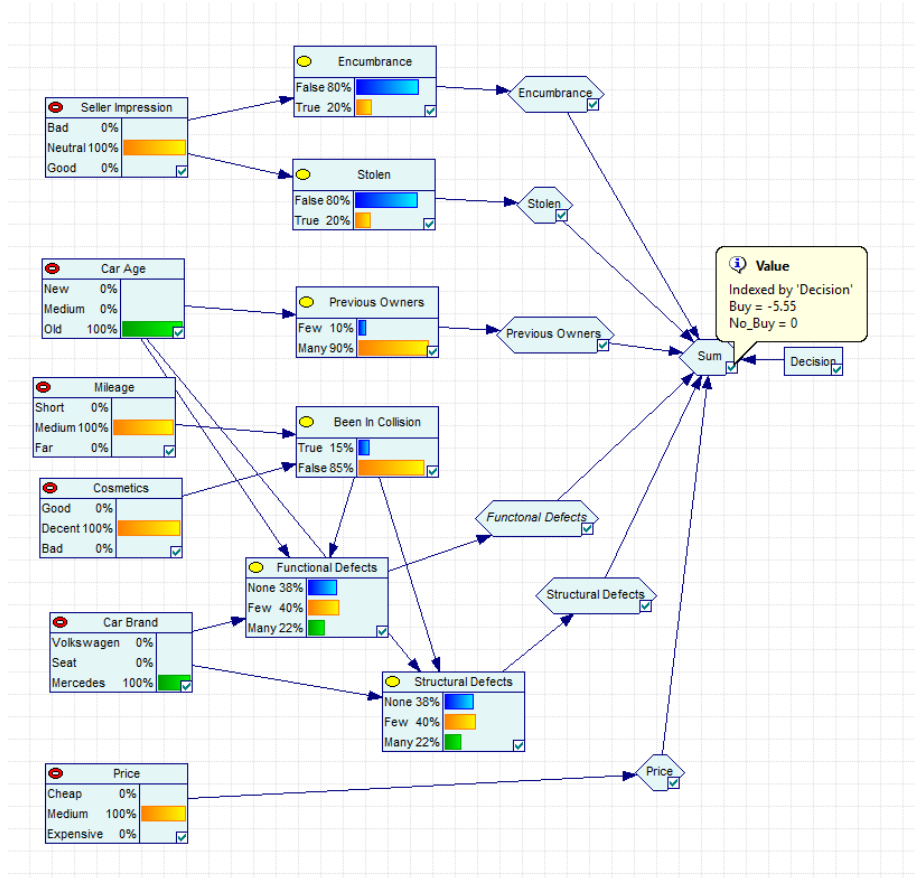 Encumbrance
False 80%
True 20%
Encumbrance
Seller Impression
Bad 0%
Neutral 100%
Good 0%
Stolen
False 80%
True 20%
Stolen
Value
Indexed by 'Decision'
Buy = -5.55
No_Buy = 0
Car Age
New 0%
Medium 0%
Old 100%
Previous Owners
Few 10%
Many 90%
Previous Owners
Sum
Decision
Mileage
Short 0%
Medium 100%
Far 0%
Been In Collision
True 15%
False 85%
Cosmetics
Good 0%
Decent 100%
Bad 0%
Functonal Defects
Functional Defects
None 38%
Few 40%
Many 22%
Structural Defects
Car Brand
Volkswagen 0%
Seat 0%
Mercedes 100%
Structural Defects
None 38%
Few 40%
Many 22%
Price
Cheap 0%
Medium 100%
Expensive 0%
Price